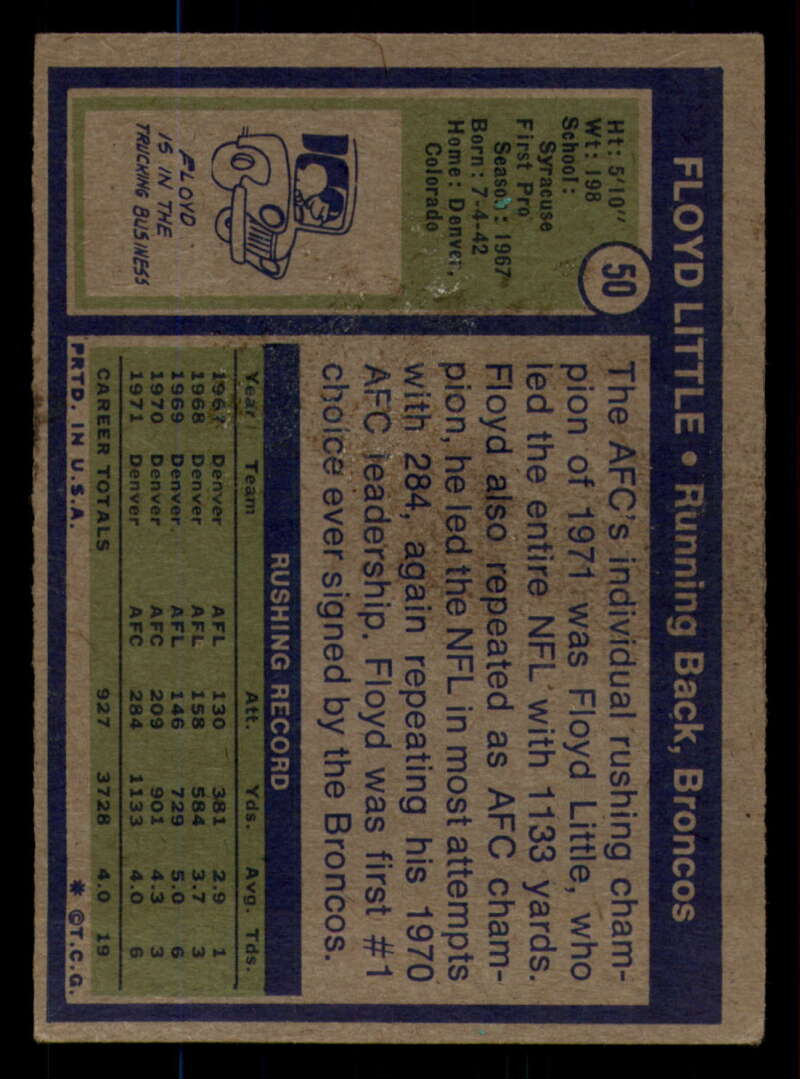 FLOYD LITTLE • Running Back, Broncos
50
Ht: 5'10"
Wt: 198
School:
Syracuse
First Pro
Season: 1967
Born: 7-4-42
Home: Denver,
Colorado
FLOYD
IS IN THE
TRUCKING BUSINESS
The AFC's individual rushing cham-
pion of 1971 was Floyd Little, who
led the entire NFL with 1133 yards.
Floyd also repeated as AFC cham-
pion, he led the NFL in most attempts
with 284, again repeating his 1970
AFC leadership. Floyd was first #1
choice ever signed by the Broncos.
RUSHING RECORD
Year Team Att. Yds. Avg. Tds.
1967 Denver AFL 130 381 2.9 1
1968 Denver AFL 158 584 3.7 3
1969 Denver AFL 146 729 5.0 6
1970 Denver AFC 209 901 4.3 3
1971 Denver AFC 284 1133 4.0 6
CAREER TOTALS 927 3728 4.0 19
PRTD. IN U.S.A. * ©T.C.G.